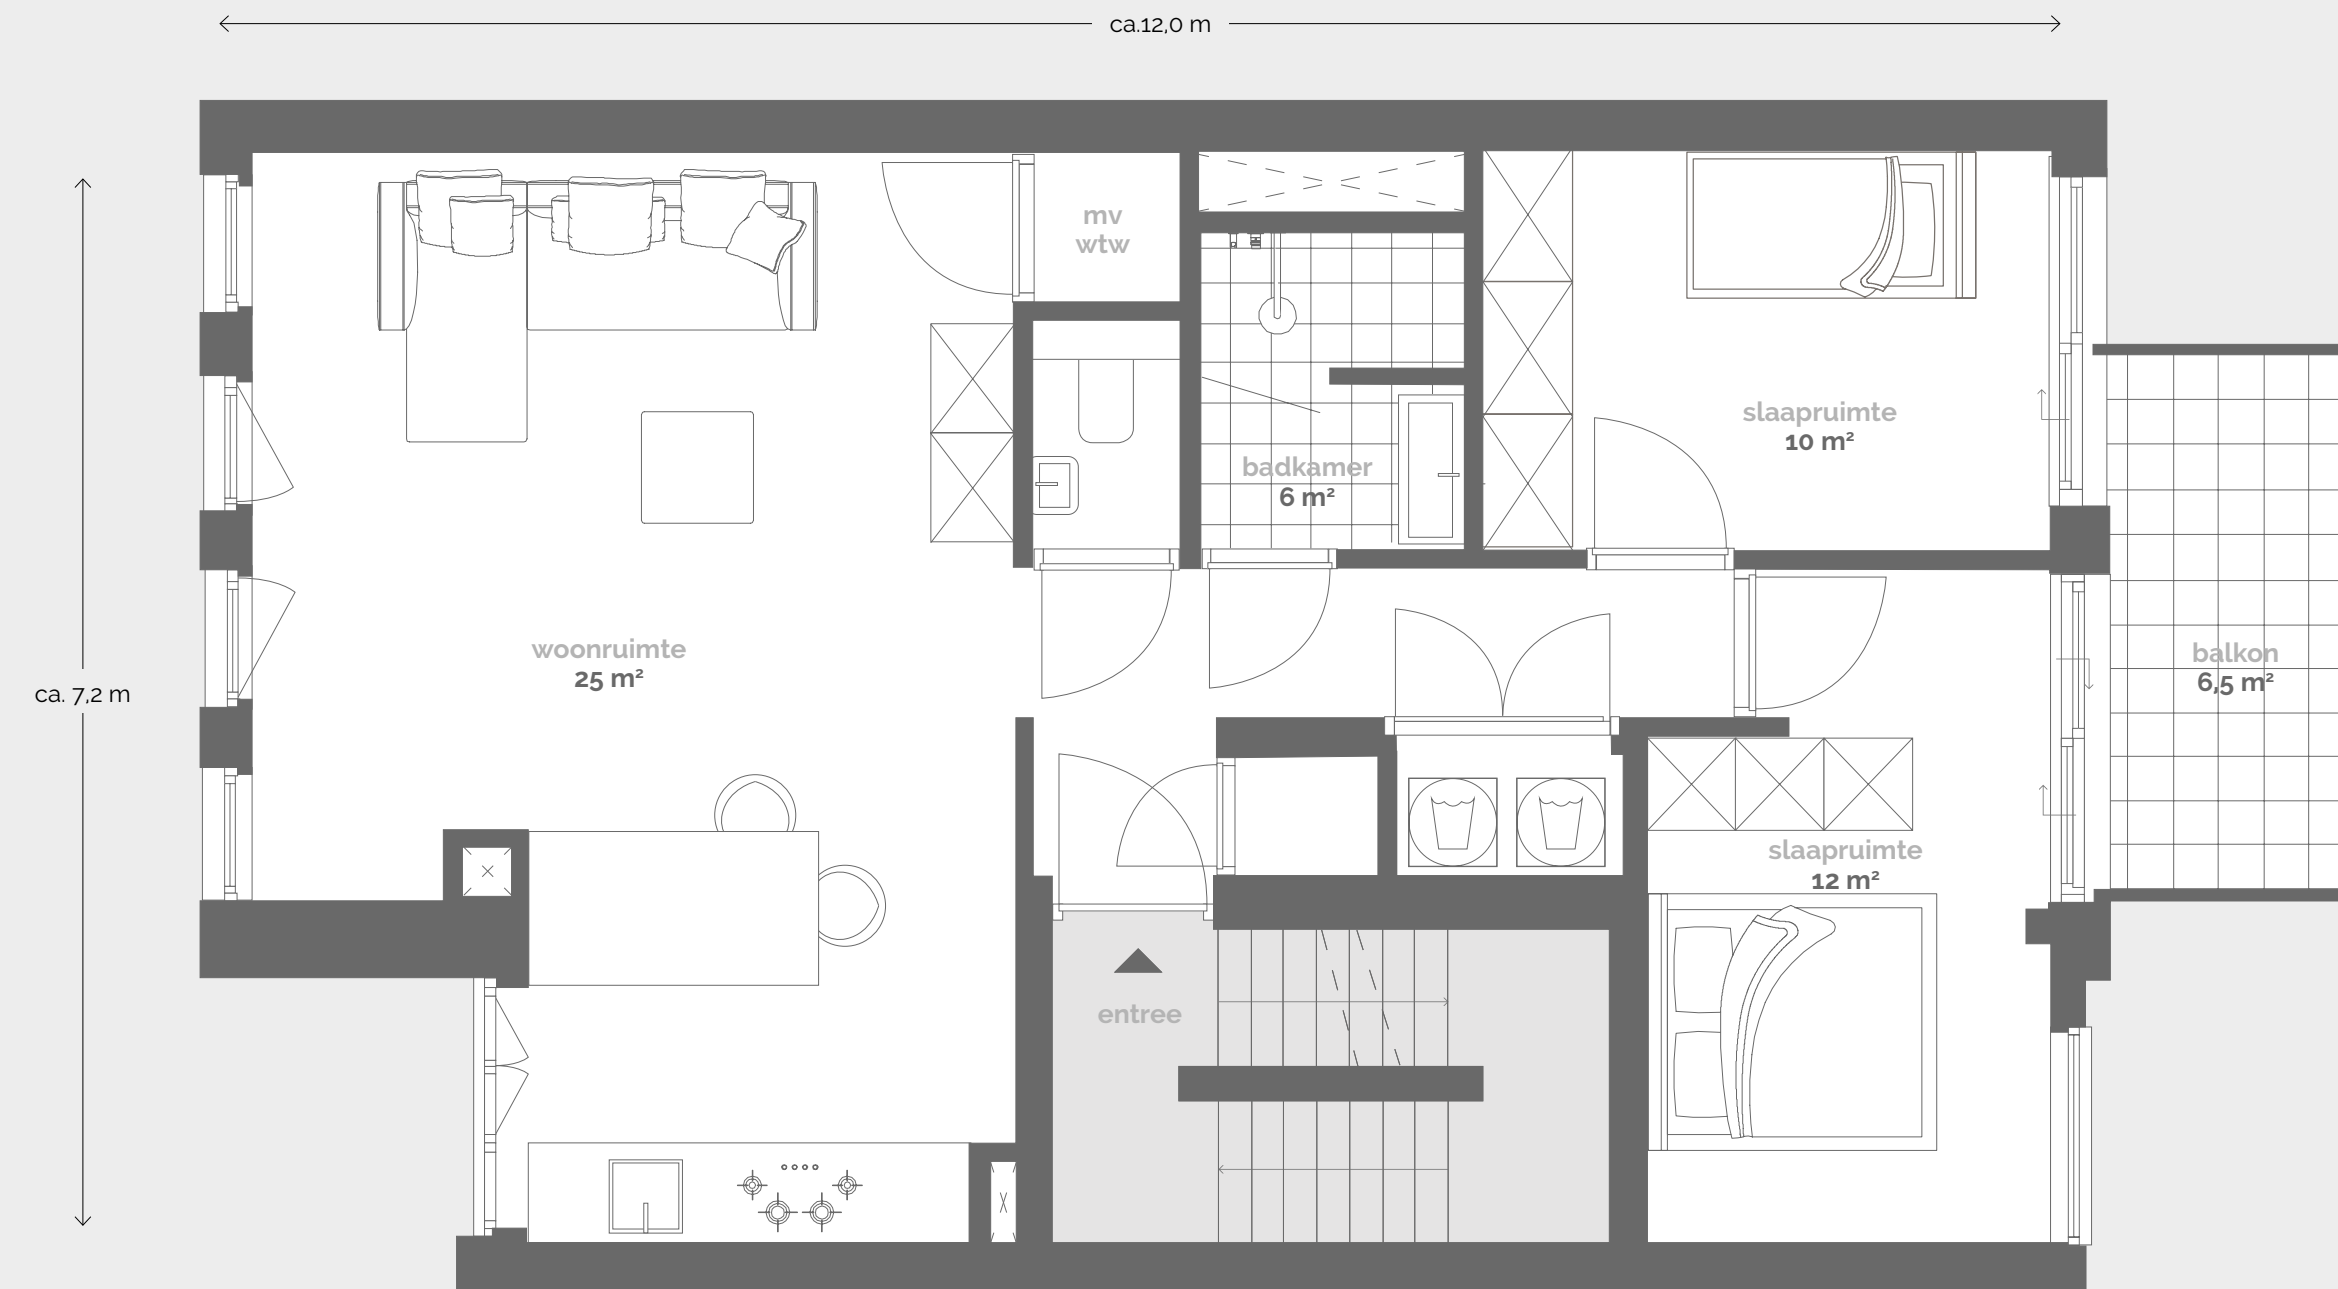 ca.12,0 m
mv
wtw
slaapruimte
10 m²
badkamer
6 m²
woonruimte
25 m²
balkon
6,5 m²
ca. 7,2 m
slaapruimte
12 m²
entree